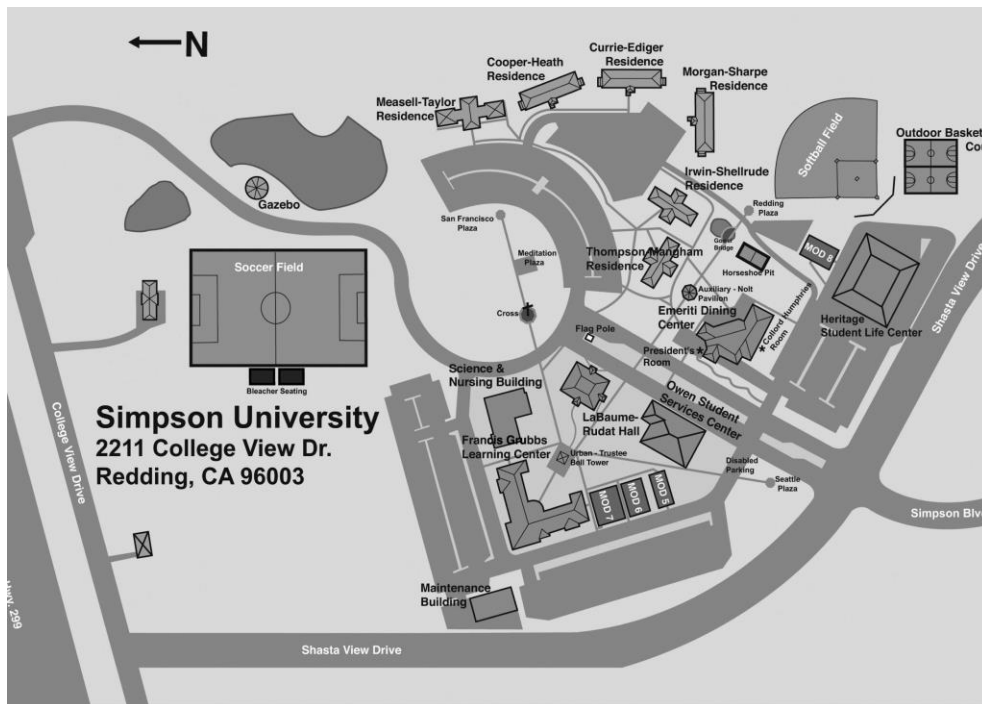 N
Currie-Ediger
Residence
Cooper-Heath
Residence
Morgan-Sharpe
Residence
Measell-Taylor
Residence
Softball Field
Outdoor Basket
Cou
Irwin-Shellrude
Residence
Gazebo
Redding
Plaza
San Francisco
Plaza
Meditation
Plaza
Thompson-Mangham
Residence
Horseshoe Pit
MOD 8
Soccer Field
Auxiliary - Nolt
Pavilion
Emeriti Dining
Center
Collord Humphries
Room
Heritage
Student Life Center
Shasta View Drive
Cross
Flag Pole
President's
Room
Science &
Nursing Building
Bleacher Seating
Owen Student
Services Center
Simpson University
2211 College View Dr.
Redding, CA 96003
LaBaume-
Rudat Hall
Francis Grubbs
Learning Center
Urban - Trustee
Bell Tower
Disabled
Parking
Seattle
Plaza
College View Drive
MOD 7
MOD 6
MOD 5
Simpson Blv
Maintenance
Building
Hwy. 299
Shasta View Drive